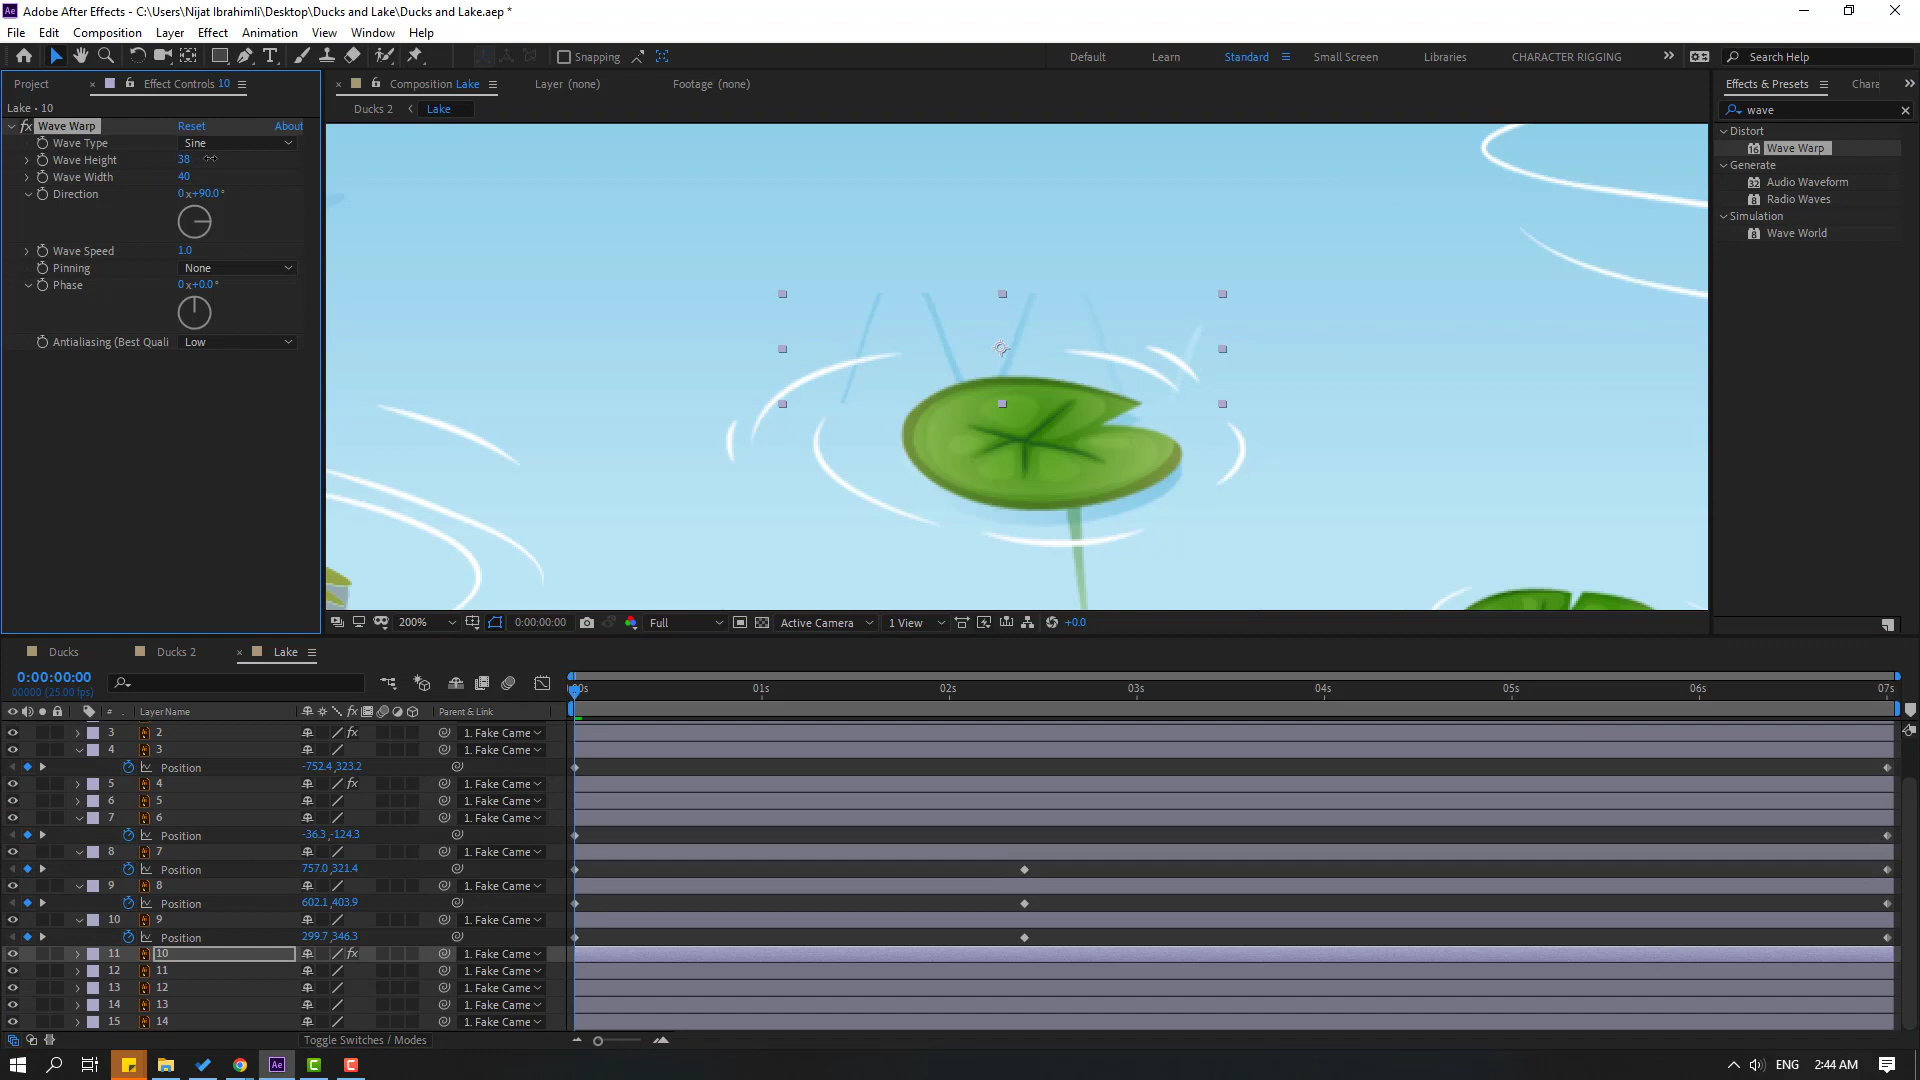 Adobe After Effects - C:\Users\Nijat Ibrahimli\Desktop\Ducks and Lake\Ducks and Lake.aep *
File Edit Composition Layer Effect Animation View Window Help
Snapping Default Learn Standard Small Screen Libraries CHARACTER RIGGING Search Help
Project Effect Controls 10 Composition Lake Layer (none) Footage (none) Effects & Presets Chara
Lake • 10 Ducks 2 Lake wave
fx Wave Warp Reset About
Wave Type Sine
Wave Height 38
Wave Width 40
Direction 0x+90.0°
Wave Speed 1.0
Pinning None
Phase 0x+0.0°
Antialiasing (Best Quali Low
Distort
Wave Warp
Generate
Audio Waveform
Radio Waves
Simulation
Wave World
200% 0:00:00:00 Full Active Camera 1 View +0.0
Ducks Ducks 2 Lake
0:00:00:00
00000 (25.00 fps)
00s 01s 02s 03s 04s 05s 06s 07s
# Layer Name fx Parent & Link
3 2 fx 1. Fake Came
4 3 1. Fake Came
Position -752.4,323.2
5 4 fx 1. Fake Came
6 5 1. Fake Came
7 6 1. Fake Came
Position -36.3,-124.3
8 7 1. Fake Came
Position 757.0,321.4
9 8 1. Fake Came
Position 602.1,403.9
10 9 1. Fake Came
Position 299.7,346.3
11 10 fx 1. Fake Came
12 11 1. Fake Came
13 12 1. Fake Came
14 13 1. Fake Came
15 14 1. Fake Came
Toggle Switches / Modes
ENG 2:44 AM